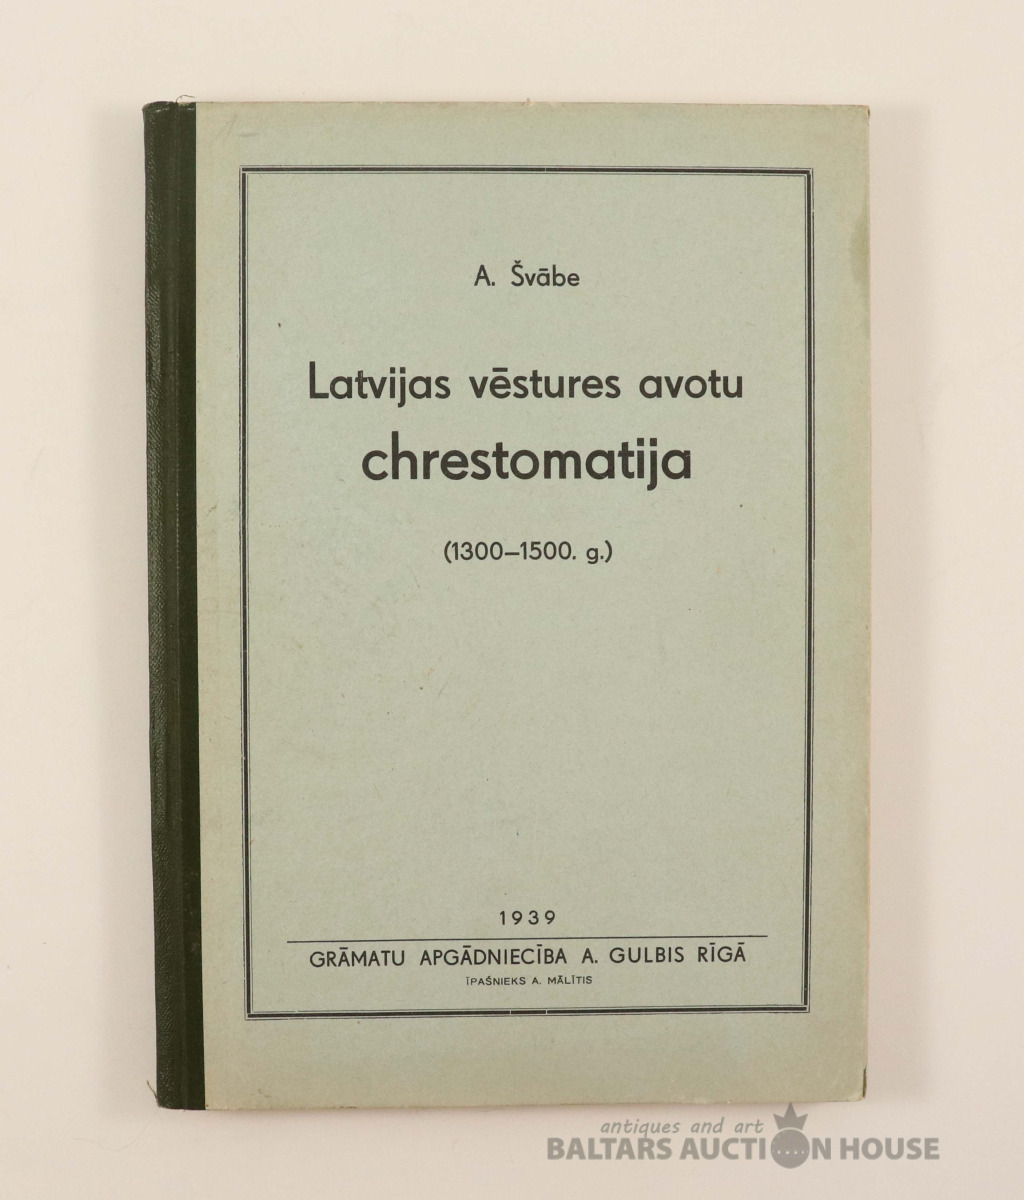 A. Švābe
Latvijas vēstures avotu
chrestomatija
(1300–1500. g.)
1939
GRĀMATU APGĀDNIECĪBA A. GULBIS RĪGĀ
ĪPAŠNIEKS A. MĀLĪTIS
antiques and art
BALTARS AUCTION HOUSE